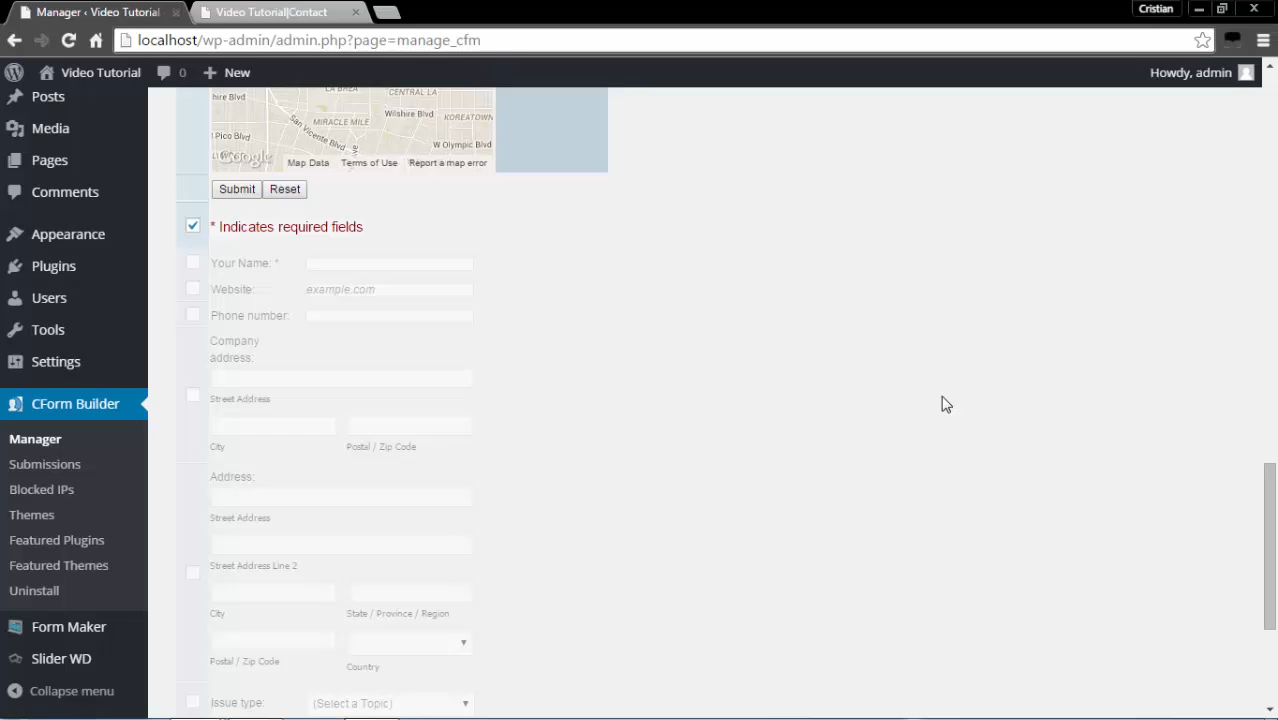 Manager ‹ Video Tutorial
Video Tutorial|Contact
Cristian
localhost/wp-admin/admin.php?page=manage_cfm
Video Tutorial
0
New
Howdy, admin
Posts
Media
Pages
Comments
Appearance
Plugins
Users
Tools
Settings
CForm Builder
Manager
Submissions
Blocked IPs
Themes
Featured Plugins
Featured Themes
Uninstall
Form Maker
Slider WD
Collapse menu
LA BREA
CENTRAL LA
hire Blvd
Wilshire Blvd
MIRACLE MILE
KOREATOWN
San Vicente Blvd
W Pico Blvd
W Olympic Blvd
Google
Map Data
Terms of Use
Report a map error
Submit
Reset
* Indicates required fields
Your Name: *
Website:
example.com
Phone number:
Company
address:
Street Address
City
Postal / Zip Code
Address:
Street Address
Street Address Line 2
City
State / Province / Region
Postal / Zip Code
Country
Issue type:
(Select a Topic)